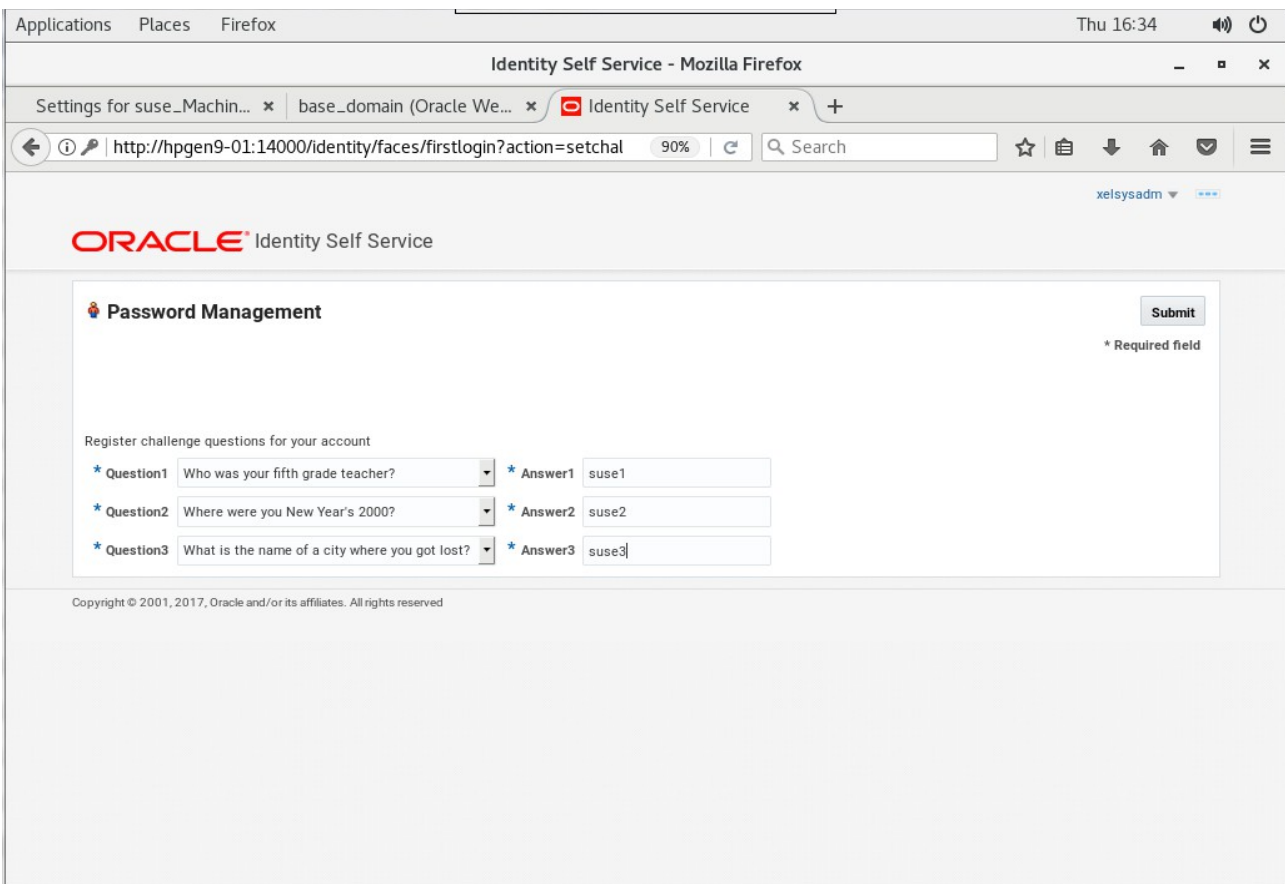 Applications Places Firefox Thu 16:34
Identity Self Service - Mozilla Firefox
Settings for suse_Machin... base_domain (Oracle We... Identity Self Service
http://hpgen9-01:14000/identity/faces/firstlogin?action=setchal 90% Search
xelsysadm
ORACLE Identity Self Service
Password Management Submit
* Required field
Register challenge questions for your account
* Question1 Who was your fifth grade teacher? * Answer1 suse1
* Question2 Where were you New Year's 2000? * Answer2 suse2
* Question3 What is the name of a city where you got lost? * Answer3 suse3
Copyright © 2001, 2017, Oracle and/or its affiliates. All rights reserved